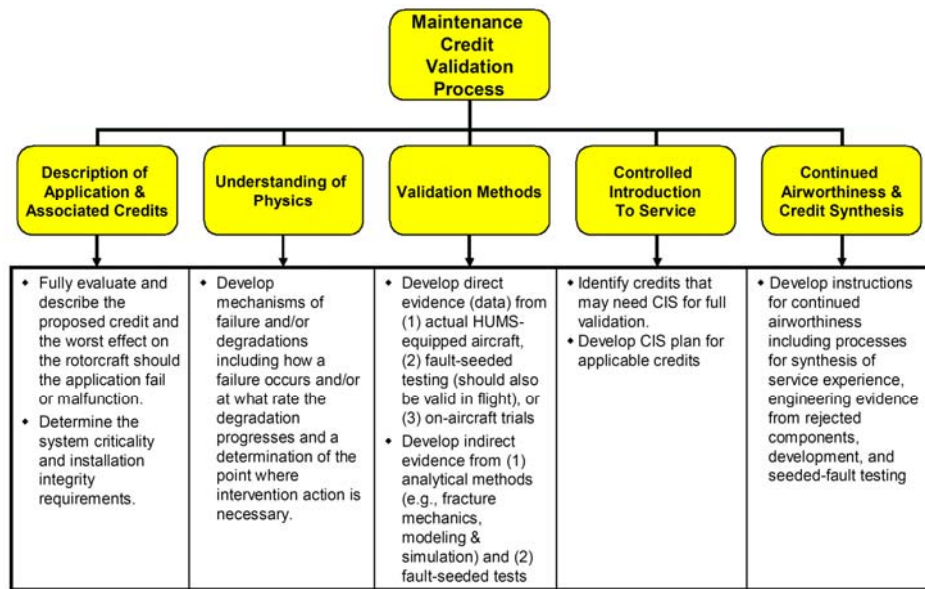 Maintenance
Credit
Validation
Process
Description of
Application &
Associated Credits
Understanding of
Physics
Validation Methods
Controlled
Introduction
To Service
Continued
Airworthiness &
Credit Synthesis
◆ Fully evaluate and
describe the
proposed credit and
the worst effect on
the rotorcraft should
the application fail
or malfunction.
◆ Determine the
system criticality
and installation
integrity
requirements.
◆ Develop
mechanisms of
failure and/or
degradations
including how a
failure occurs and/or
at what rate the
degradation
progresses and a
determination of the
point where
intervention action is
necessary.
◆ Develop direct
evidence (data) from
(1) actual HUMS-
equipped aircraft,
(2) fault-seeded
testing (should also
be valid in flight), or
(3) on-aircraft trials
◆ Develop indirect
evidence from (1)
analytical methods
(e.g., fracture
mechanics,
modeling &
simulation) and (2)
fault-seeded tests
◆ Identify credits that
may need CIS for full
validation.
◆ Develop CIS plan for
applicable credits
◆ Develop instructions
for continued
airworthiness
including processes
for synthesis of
service experience,
engineering evidence
from rejected
components,
development, and
seeded-fault testing